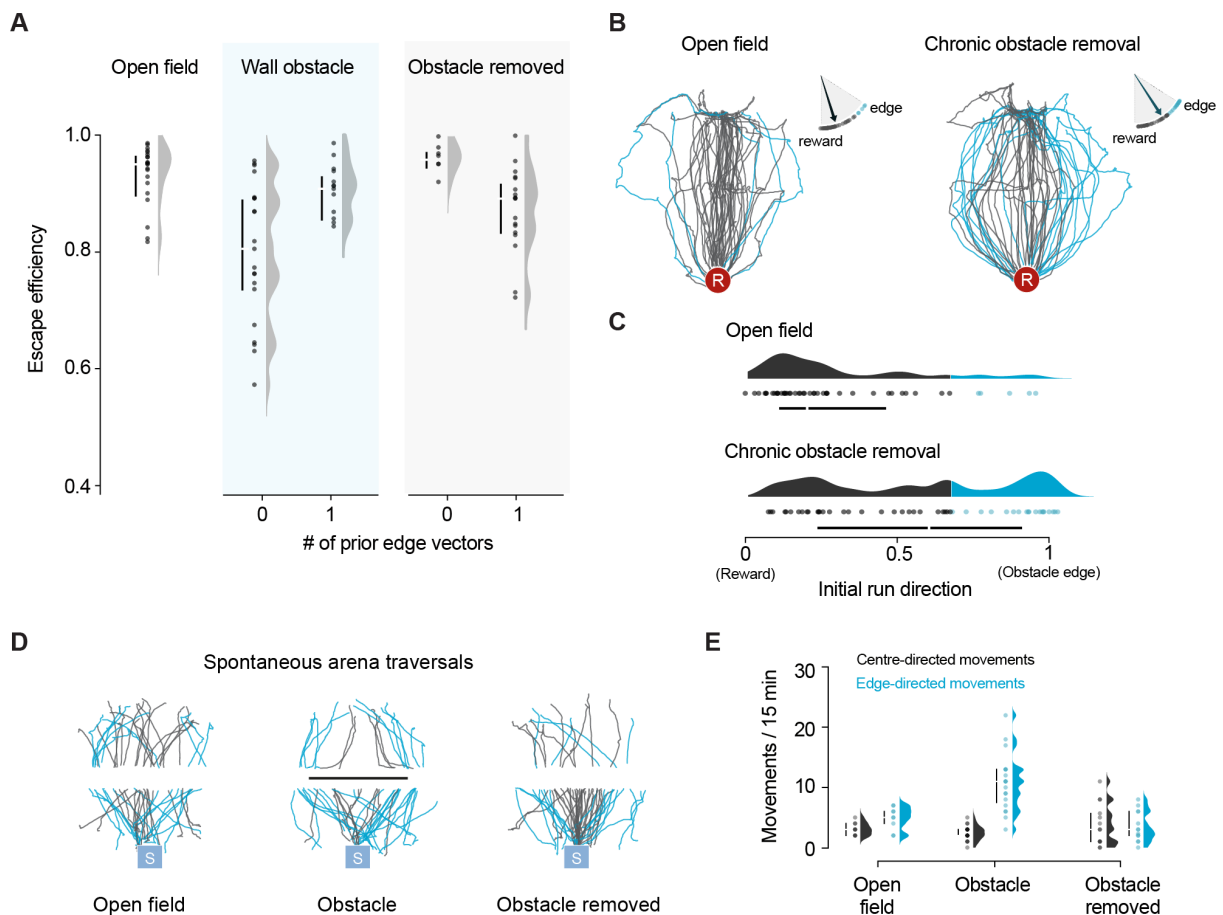 A
Open field
Wall obstacle
Obstacle removed
1.0
0.8
0.6
0.4
Escape efficiency
0
1
0
1
# of prior edge vectors
B
Open field
Chronic obstacle removal
edge
reward
edge
reward
R
R
C
Open field
Chronic obstacle removal
0
0.5
1
(Reward)
(Obstacle edge)
Initial run direction
D
Spontaneous arena traversals
S
S
S
Open field
Obstacle
Obstacle removed
E
Centre-directed movements
Edge-directed movements
30
20
10
0
Movements / 15 min
Open
field
Obstacle
Obstacle
removed